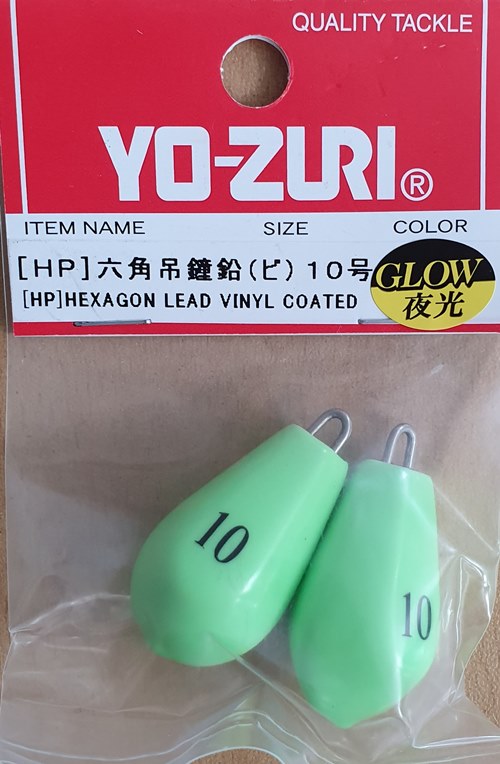 QUALITY TACKLE
YO-ZURI®
ITEM NAME SIZE COLOR
[HP]六角吊鐘鉛(ビ) 10号
[HP]HEXAGON LEAD VINYL COATED
GLOW
夜光
10
10